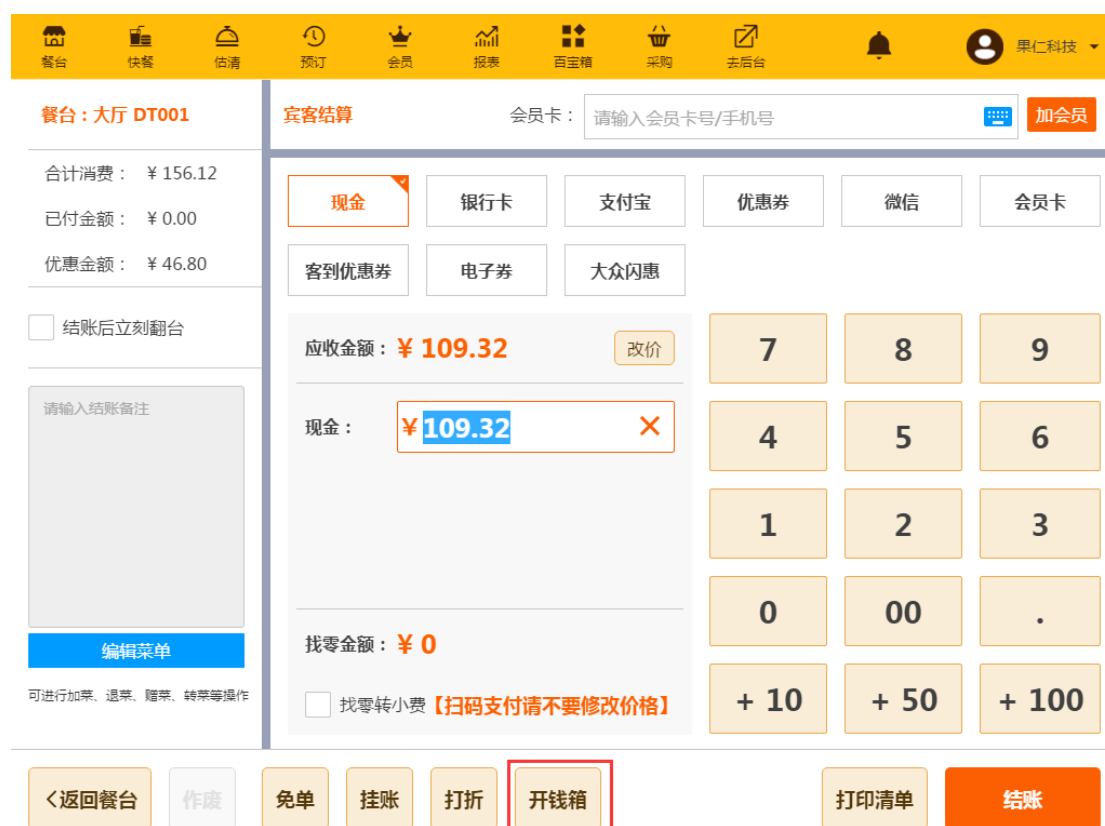 餐台 快餐 估清 预订 会员 报表 百宝箱 采购 去后台 果仁科技
餐台：大厅 DT001
宾客结算 会员卡： 请输入会员卡号/手机号 加会员
合计消费： ￥156.12
已付金额： ￥0.00
优惠金额： ￥46.80
结账后立刻翻台
请输入结账备注
编辑菜单
可进行加菜、退菜、赠菜、转菜等操作
现金 银行卡 支付宝 优惠券 微信 会员卡
客到优惠券 电子券 大众闪惠
应收金额：￥109.32 改价
现金： ￥109.32
找零金额：￥0
找零转小费【扫码支付请不要修改价格】
7 8 9
4 5 6
1 2 3
0 00 .
+ 10 + 50 + 100
<返回餐台 作废 免单 挂账 打折 开钱箱 打印清单 结账